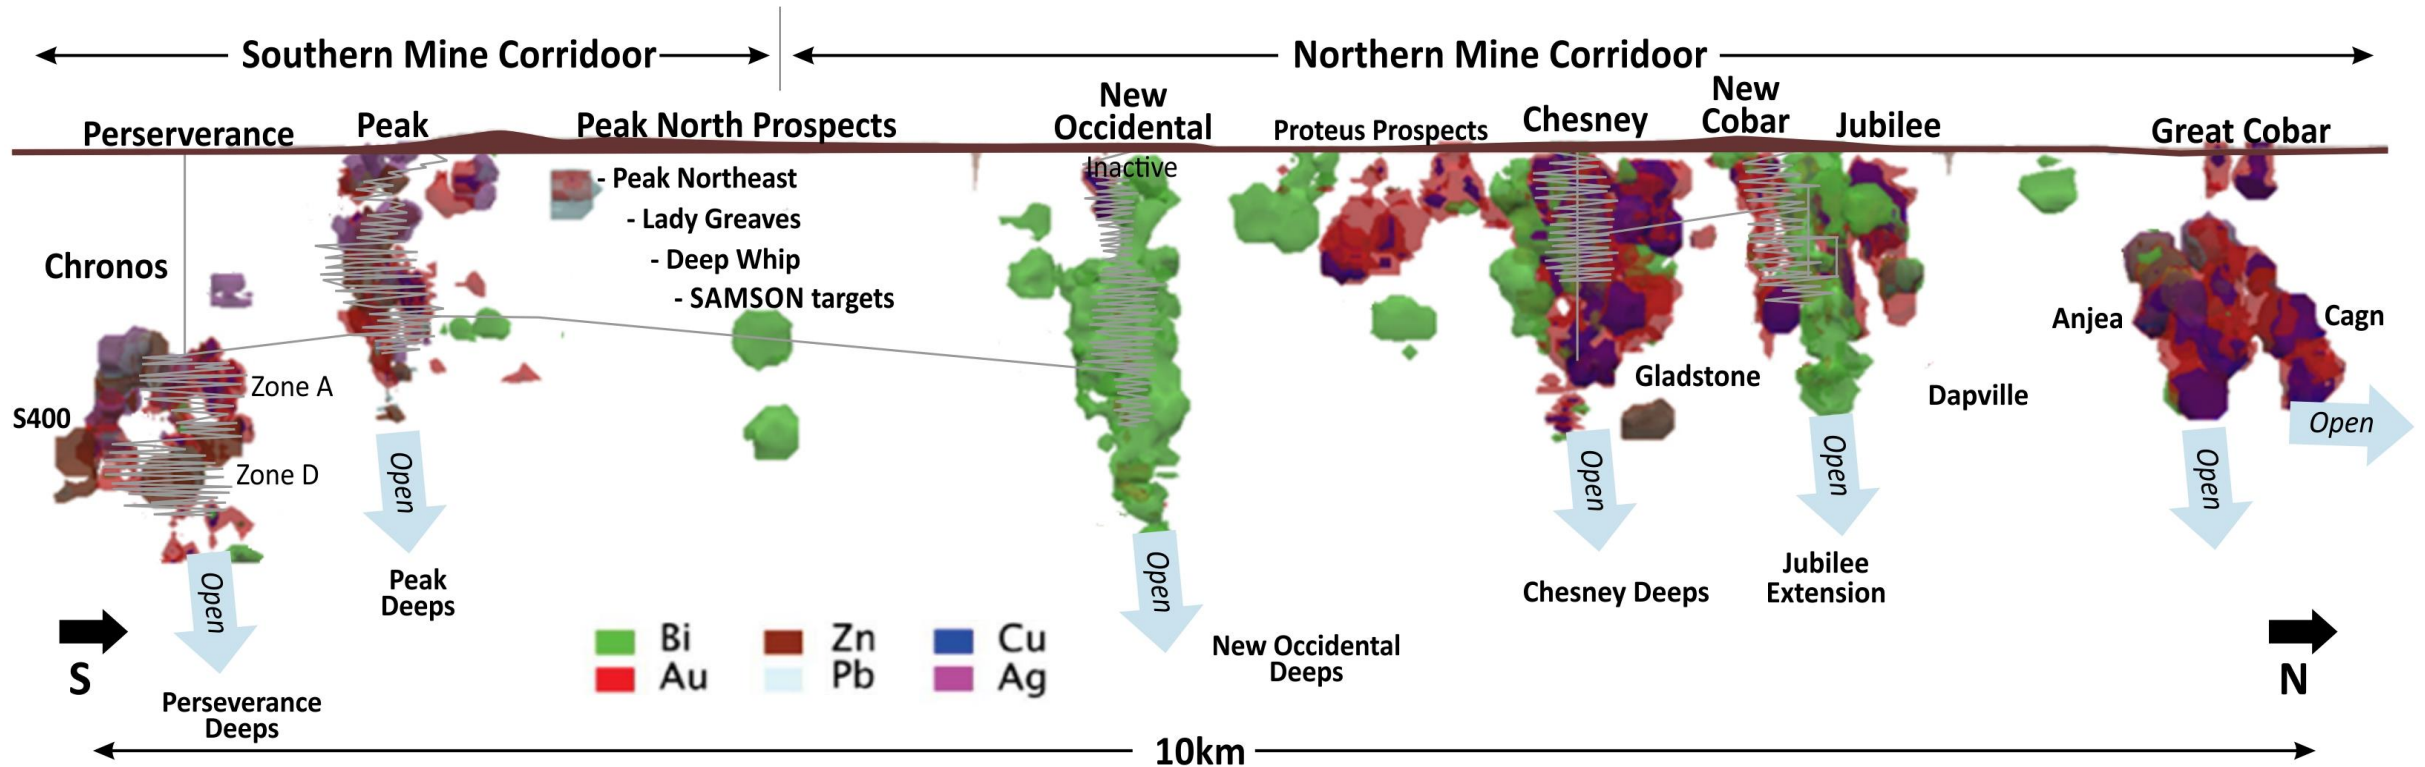 Southern Mine Corridoor
Northern Mine Corridoor
Perserverance
Peak
Peak North Prospects
New
Occidental
Inactive
Proteus Prospects
Chesney
New
Cobar
Jubilee
Great Cobar
- Peak Northeast
- Lady Greaves
- Deep Whip
- SAMSON targets
Chronos
Zone A
S400
Zone D
Anjea
Cagn
Gladstone
Dapville
Open
Open
Open
Open
Open
Open
Open
Peak
Deeps
Chesney Deeps
Jubilee
Extension
New Occidental
Deeps
Perseverance
Deeps
Bi
Zn
Cu
Au
Pb
Ag
S
N
10km